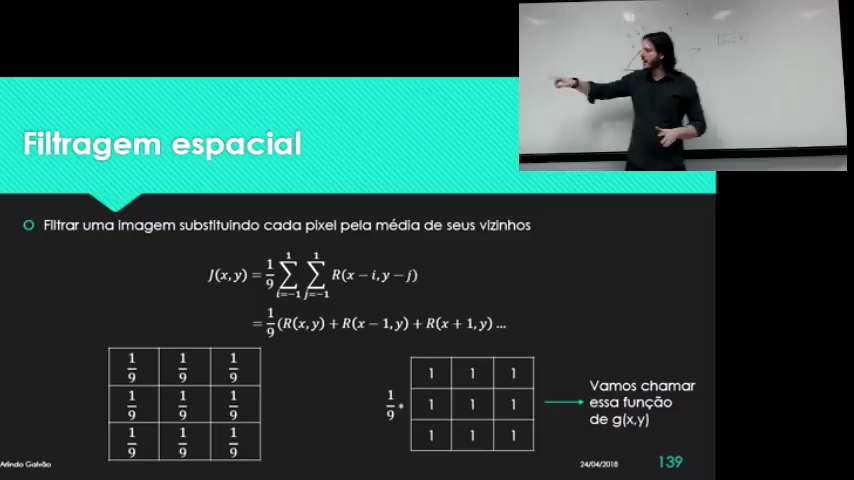 Filtragem espacial
Filtrar uma imagem substituindo cada pixel pela média de seus vizinhos
J(x, y) = 1/9 ∑_{i=-1}^{1} ∑_{j=-1}^{1} R(x − i, y − j)
= 1/9 (R(x, y) + R(x − 1, y) + R(x + 1, y) ...
1/9 1/9 1/9
1/9 1/9 1/9
1/9 1/9 1/9
1 1 1
1/9 * 1 1 1
1 1 1
Vamos chamar
essa função
de g(x,y)
Arlindo Galvão
24/04/2018
139